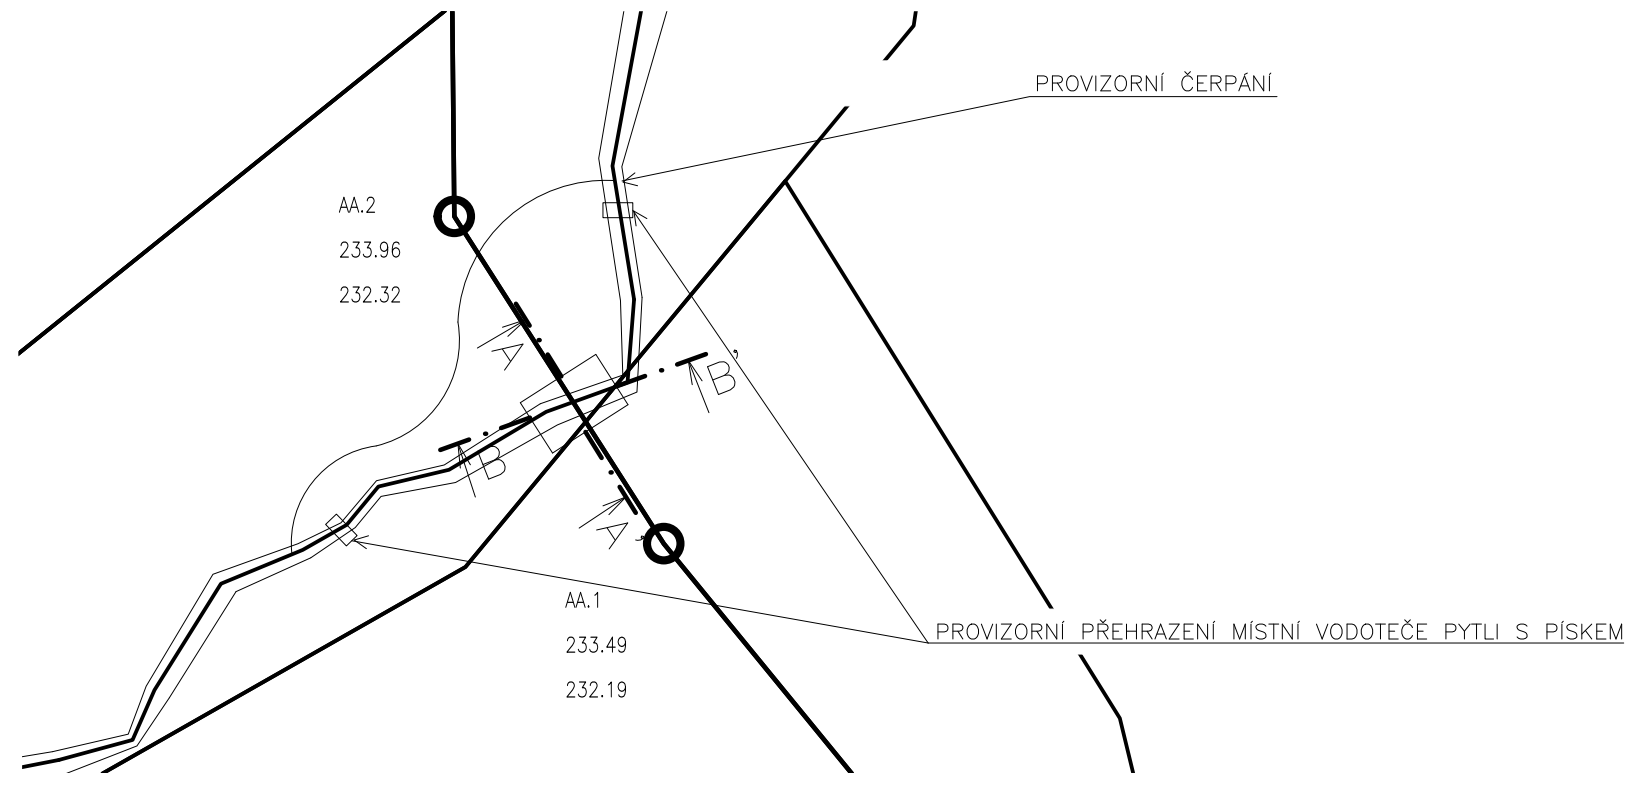 PROVIZORNÍ ČERPÁNÍ
AA.2
233.96
232.32
A
B'
B
A'
AA.1
233.49
232.19
PROVIZORNÍ PŘEHRAZENÍ MÍSTNÍ VODOTEČE PYTLI S PÍSKEM